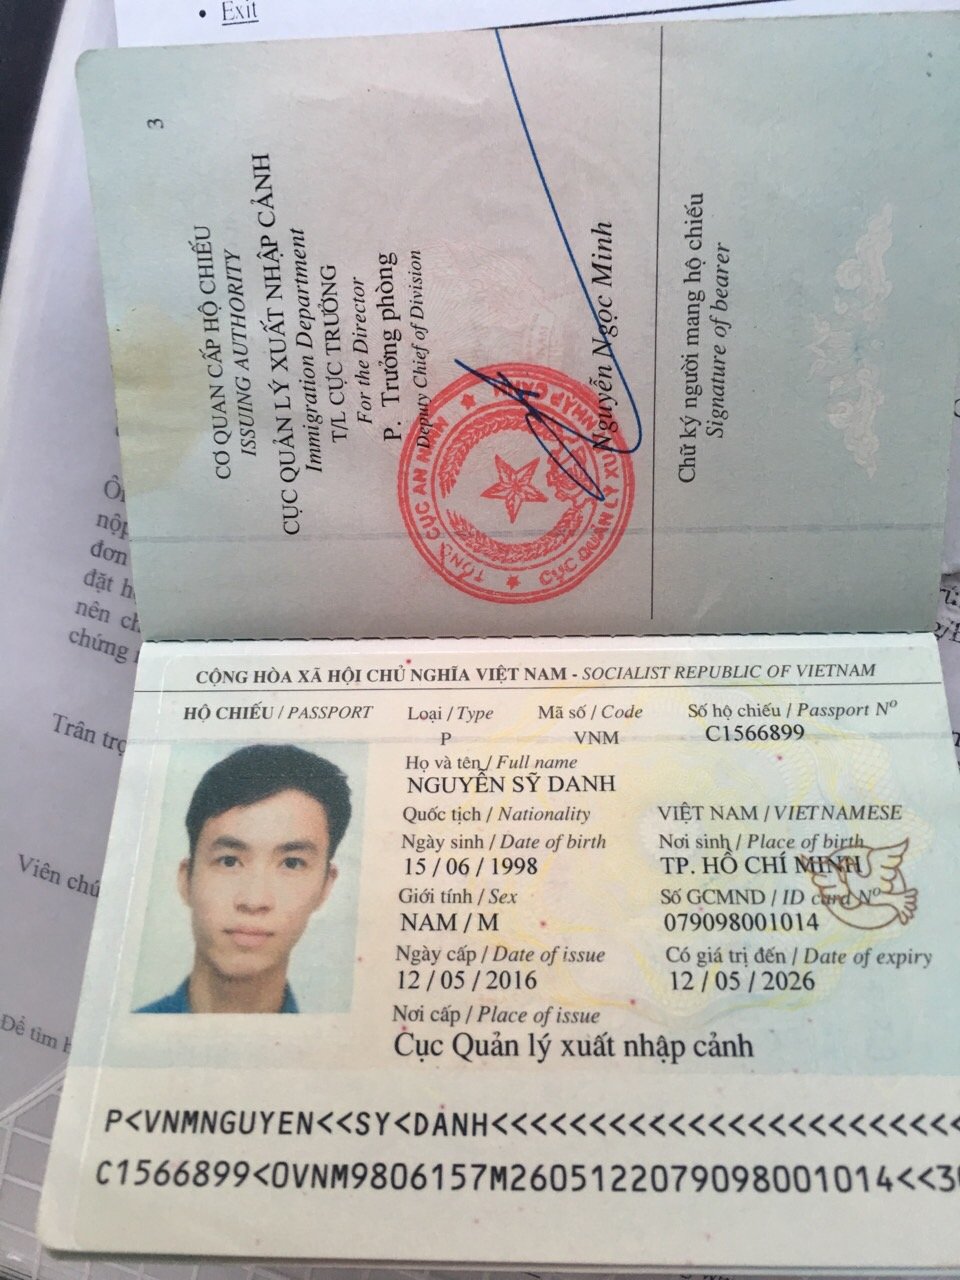 • Exit
3
CƠ QUAN CẤP HỘ CHIẾU
ISSUING AUTHORITY
CỤC QUẢN LÝ XUẤT NHẬP CẢNH
Immigration Department
T/L CỤC TRƯỞNG
For the Director
P. Trưởng phòng
Deputy Chief of Division
TỔNG CỤC AN NINH
CỤC QUẢN LÝ XUẤT NHẬP CẢNH
Nguyễn Ngọc Minh
Chữ ký người mang hộ chiếu
Signature of bearer
nộp
đơn
đặt
nên
chứng
Trân
Viên chứ
Để tìm
CỘNG HÒA XÃ HỘI CHỦ NGHĨA VIỆT NAM - SOCIALIST REPUBLIC OF VIETNAM
HỘ CHIẾU / PASSPORT Loại / Type Mã số / Code Số hộ chiếu / Passport Nº
P VNM C1566899
Họ và tên / Full name
NGUYỄN SỸ DANH
Quốc tịch / Nationality VIỆT NAM / VIETNAMESE
Ngày sinh / Date of birth Nơi sinh / Place of birth
15 / 06 / 1998 TP. HỒ CHÍ MINH
Giới tính / Sex Số GCMND / ID card Nº
NAM / M 079098001014
Ngày cấp / Date of issue Có giá trị đến / Date of expiry
12 / 05 / 2016 12 / 05 / 2026
Nơi cấp / Place of issue
Cục Quản lý xuất nhập cảnh
P<VNMNGUYEN<<SY<DANH<<<<<<<<<<<<<<<<<<<<<<<
C1566899<0VNM9806157M2605122079098001014<<3